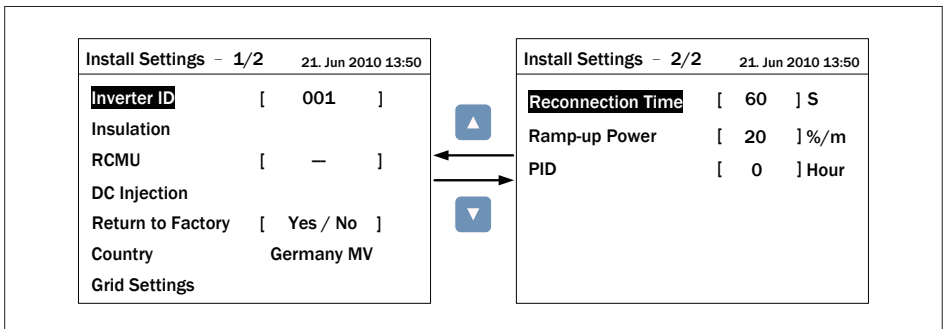 Install Settings – 1/2 21. Jun 2010 13:50
Inverter ID [ 001 ]
Insulation
RCMU [ — ]
DC Injection
Return to Factory [ Yes / No ]
Country Germany MV
Grid Settings
Install Settings – 2/2 21. Jun 2010 13:50
Reconnection Time [ 60 ] S
Ramp-up Power [ 20 ] %/m
PID [ 0 ] Hour